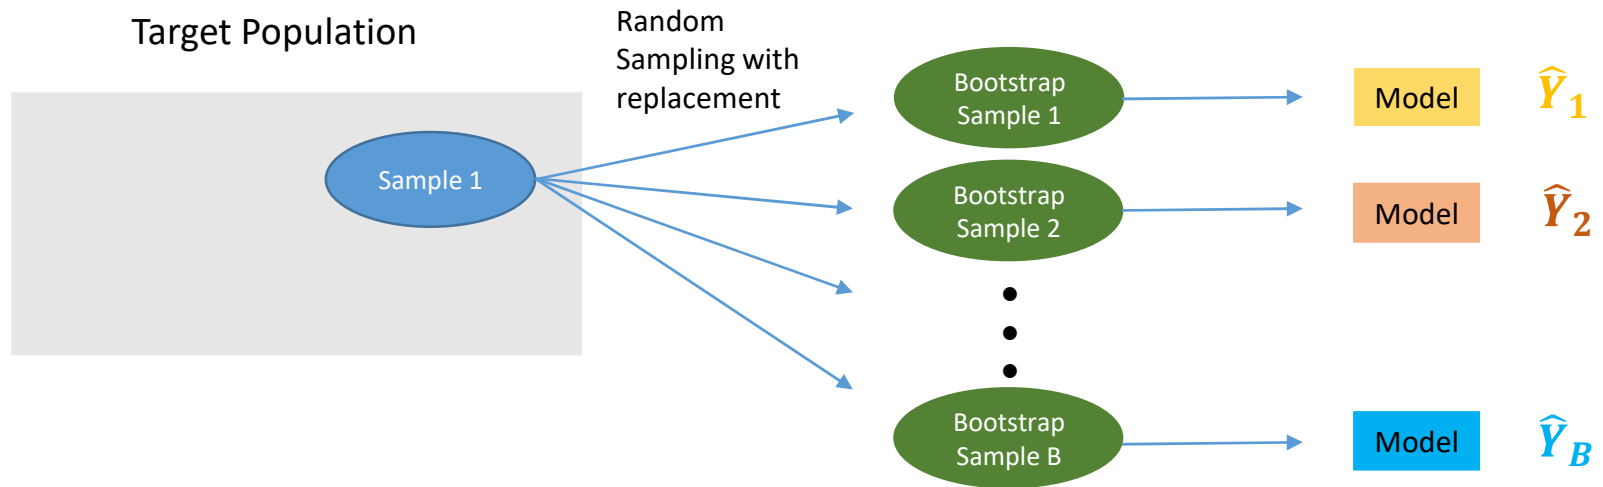 Target Population
Random
Sampling with
replacement
Sample 1
Bootstrap
Sample 1
Model
Ŷ₁
Bootstrap
Sample 2
Model
Ŷ₂
Bootstrap
Sample B
Model
Ŷ_B